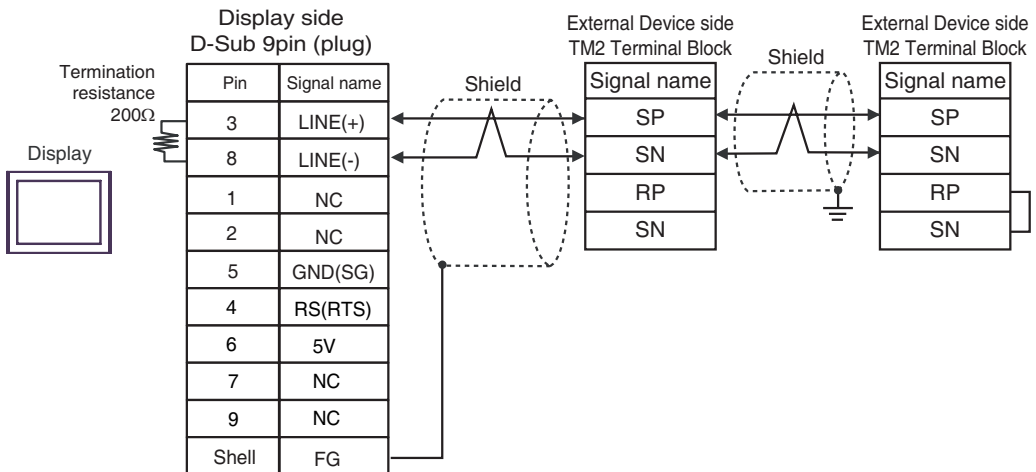 Display side
D-Sub 9pin (plug)
External Device side
TM2 Terminal Block
External Device side
TM2 Terminal Block
Termination
resistance
200Ω
Display
Shield
Shield
Pin Signal name
3 LINE(+)
8 LINE(-)
1 NC
2 NC
5 GND(SG)
4 RS(RTS)
6 5V
7 NC
9 NC
Shell FG
Signal name
SP
SN
RP
SN
Signal name
SP
SN
RP
SN